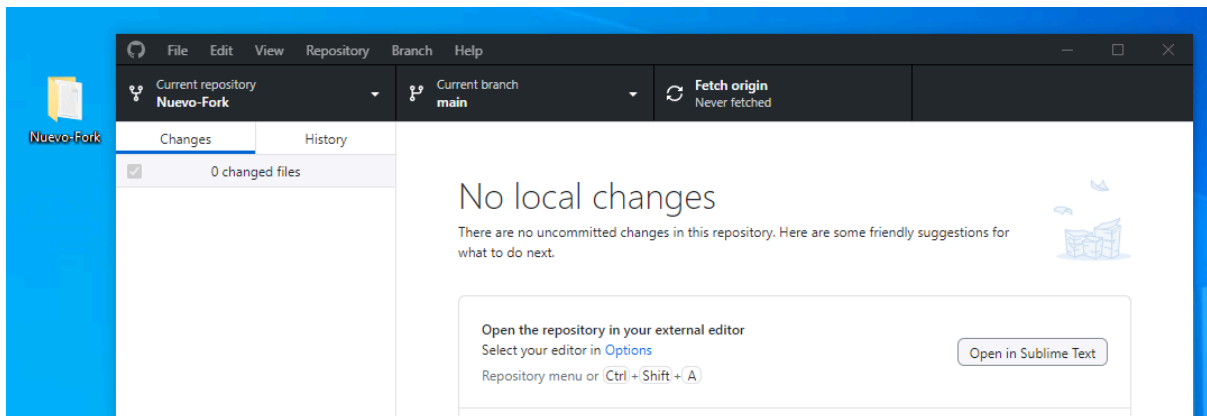 File Edit View Repository Branch Help
Current repository
Nuevo-Fork
Current branch
main
Fetch origin
Never fetched
Nuevo-Fork
Changes History
0 changed files
No local changes
There are no uncommitted changes in this repository. Here are some friendly suggestions for
what to do next.
Open the repository in your external editor
Select your editor in Options
Repository menu or Ctrl + Shift + A
Open in Sublime Text